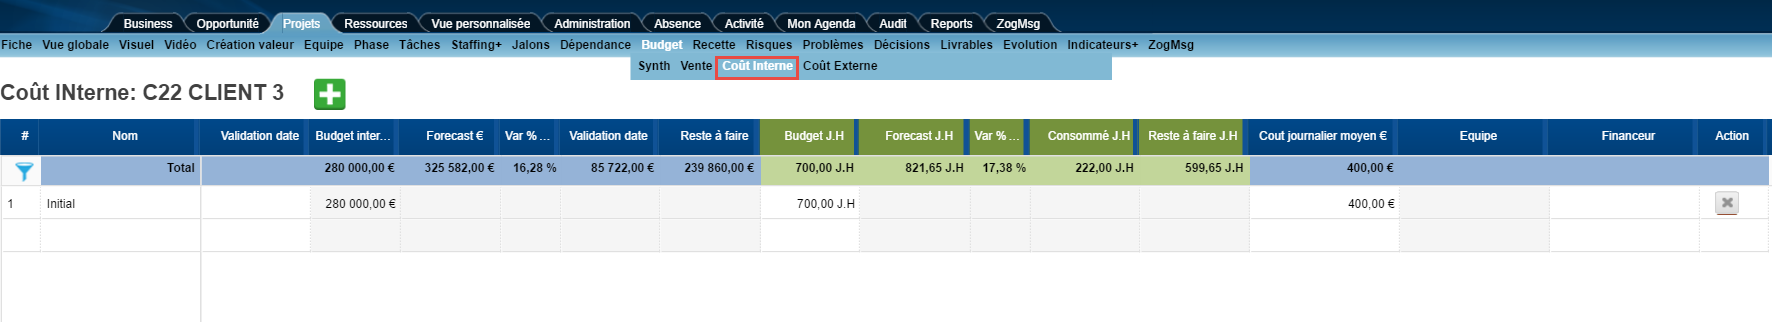 Business Opportunité Projets Ressources Vue personnalisée Administration Absence Activité Mon Agenda Audit Reports ZogMsg
Fiche Vue globale Visuel Vidéo Création valeur Equipe Phase Tâches Staffing+ Jalons Dépendance Budget Recette Risques Problèmes Décisions Livrables Evolution Indicateurs+ ZogMsg
Synth Vente Coût Interne Coût Externe
Coût INterne: C22 CLIENT 3
# Nom Validation date Budget inter... Forecast € Var % ... Validation date Reste à faire Budget J.H Forecast J.H Var % ... Consommé J.H Reste à faire J.H Cout journalier moyen € Equipe Financeur Action
Total 280 000,00 € 325 582,00 € 16,28 % 85 722,00 € 239 860,00 € 700,00 J.H 821,65 J.H 17,38 % 222,00 J.H 599,65 J.H 400,00 €
1 Initial 280 000,00 € 700,00 J.H 400,00 €